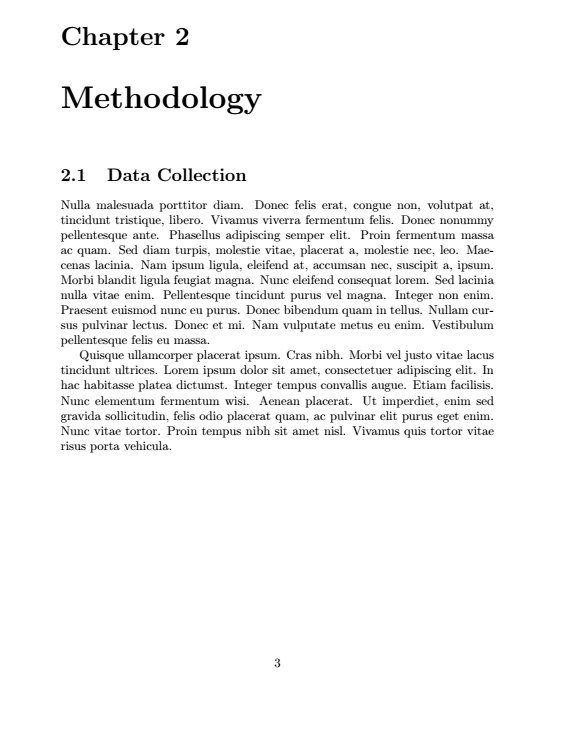 Chapter 2
Methodology
2.1 Data Collection
Nulla malesuada porttitor diam. Donec felis erat, congue non, volutpat at,
tincidunt tristique, libero. Vivamus viverra fermentum felis. Donec nonummy
pellentesque ante. Phasellus adipiscing semper elit. Proin fermentum massa
ac quam. Sed diam turpis, molestie vitae, placerat a, molestie nec, leo. Mae-
cenas lacinia. Nam ipsum ligula, eleifend at, accumsan nec, suscipit a, ipsum.
Morbi blandit ligula feugiat magna. Nunc eleifend consequat lorem. Sed lacinia
nulla vitae enim. Pellentesque tincidunt purus vel magna. Integer non enim.
Praesent euismod nunc eu purus. Donec bibendum quam in tellus. Nullam cur-
sus pulvinar lectus. Donec et mi. Nam vulputate metus eu enim. Vestibulum
pellentesque felis eu massa.
Quisque ullamcorper placerat ipsum. Cras nibh. Morbi vel justo vitae lacus
tincidunt ultrices. Lorem ipsum dolor sit amet, consectetuer adipiscing elit. In
hac habitasse platea dictumst. Integer tempus convallis augue. Etiam facilisis.
Nunc elementum fermentum wisi. Aenean placerat. Ut imperdiet, enim sed
gravida sollicitudin, felis odio placerat quam, ac pulvinar elit purus eget enim.
Nunc vitae tortor. Proin tempus nibh sit amet nisl. Vivamus quis tortor vitae
risus porta vehicula.
3